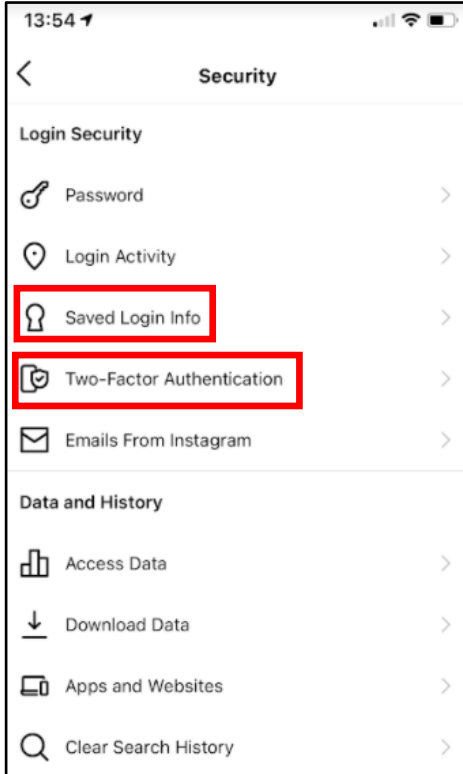 13:54
Security
Login Security
Password
Login Activity
Saved Login Info
Two-Factor Authentication
Emails From Instagram
Data and History
Access Data
Download Data
Apps and Websites
Clear Search History